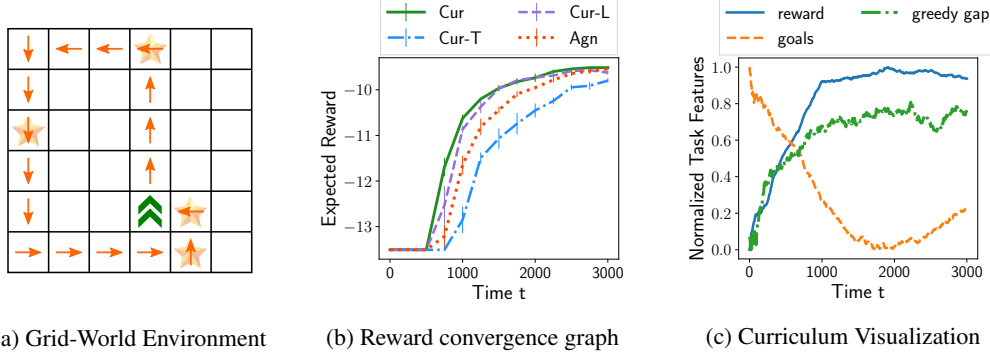 Cur
Cur-L
Cur-T
Agn
reward
greedy gap
goals
Expected Reward
−10
−11
−12
−13
0
1000
2000
3000
Time t
Normalized Task Features
1.0
0.8
0.6
0.4
0.2
0.0
0
1000
2000
3000
Time t
a) Grid-World Environment
(b) Reward convergence graph
(c) Curriculum Visualization